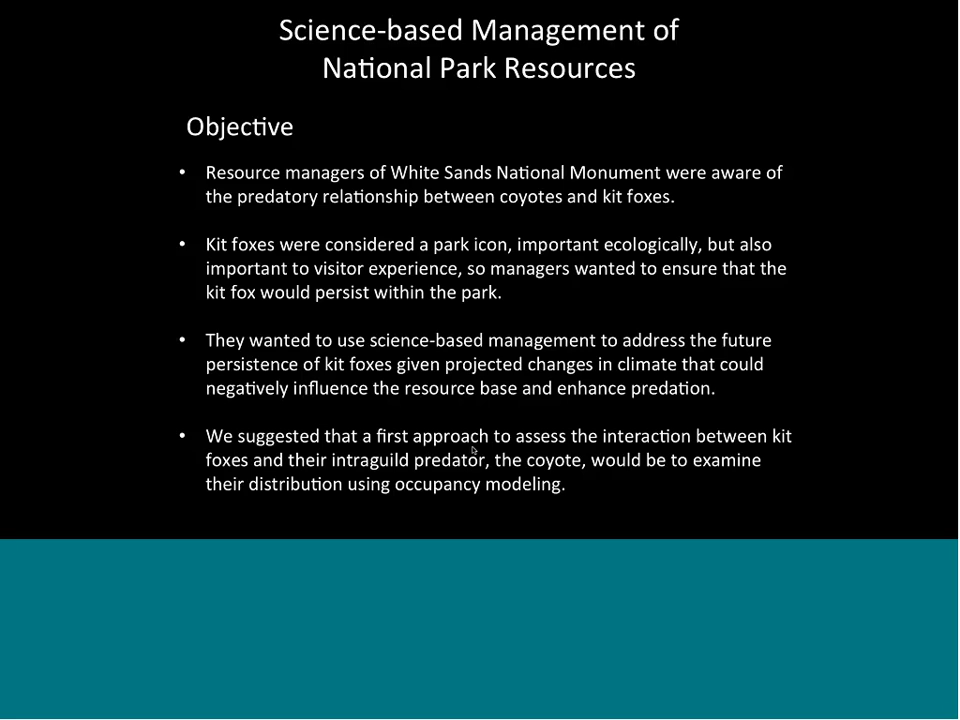 Science-based Management of
National Park Resources
Objective
• Resource managers of White Sands National Monument were aware of
the predatory relationship between coyotes and kit foxes.
• Kit foxes were considered a park icon, important ecologically, but also
important to visitor experience, so managers wanted to ensure that the
kit fox would persist within the park.
• They wanted to use science-based management to address the future
persistence of kit foxes given projected changes in climate that could
negatively influence the resource base and enhance predation.
• We suggested that a first approach to assess the interaction between kit
foxes and their intraguild predator, the coyote, would be to examine
their distribution using occupancy modeling.